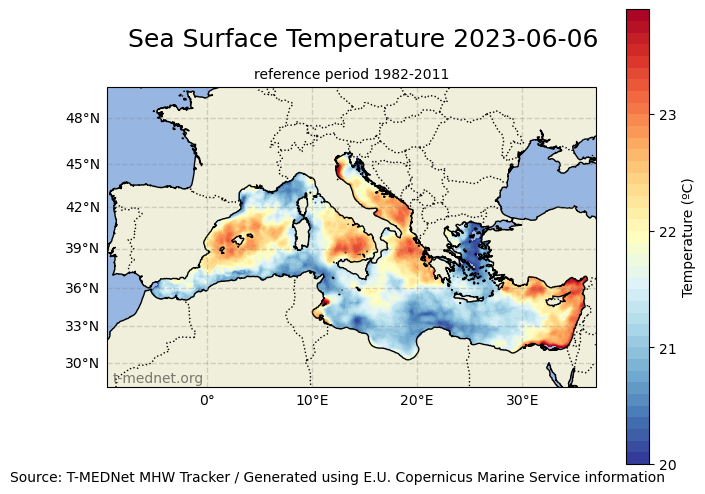 Sea Surface Temperature 2023-06-06
reference period 1982-2011
48°N
45°N
42°N
39°N
36°N
33°N
30°N
t-mednet.org
0°
10°E
20°E
30°E
23
22
21
20
Temperature (ºC)
Source: T-MEDNet MHW Tracker / Generated using E.U. Copernicus Marine Service information